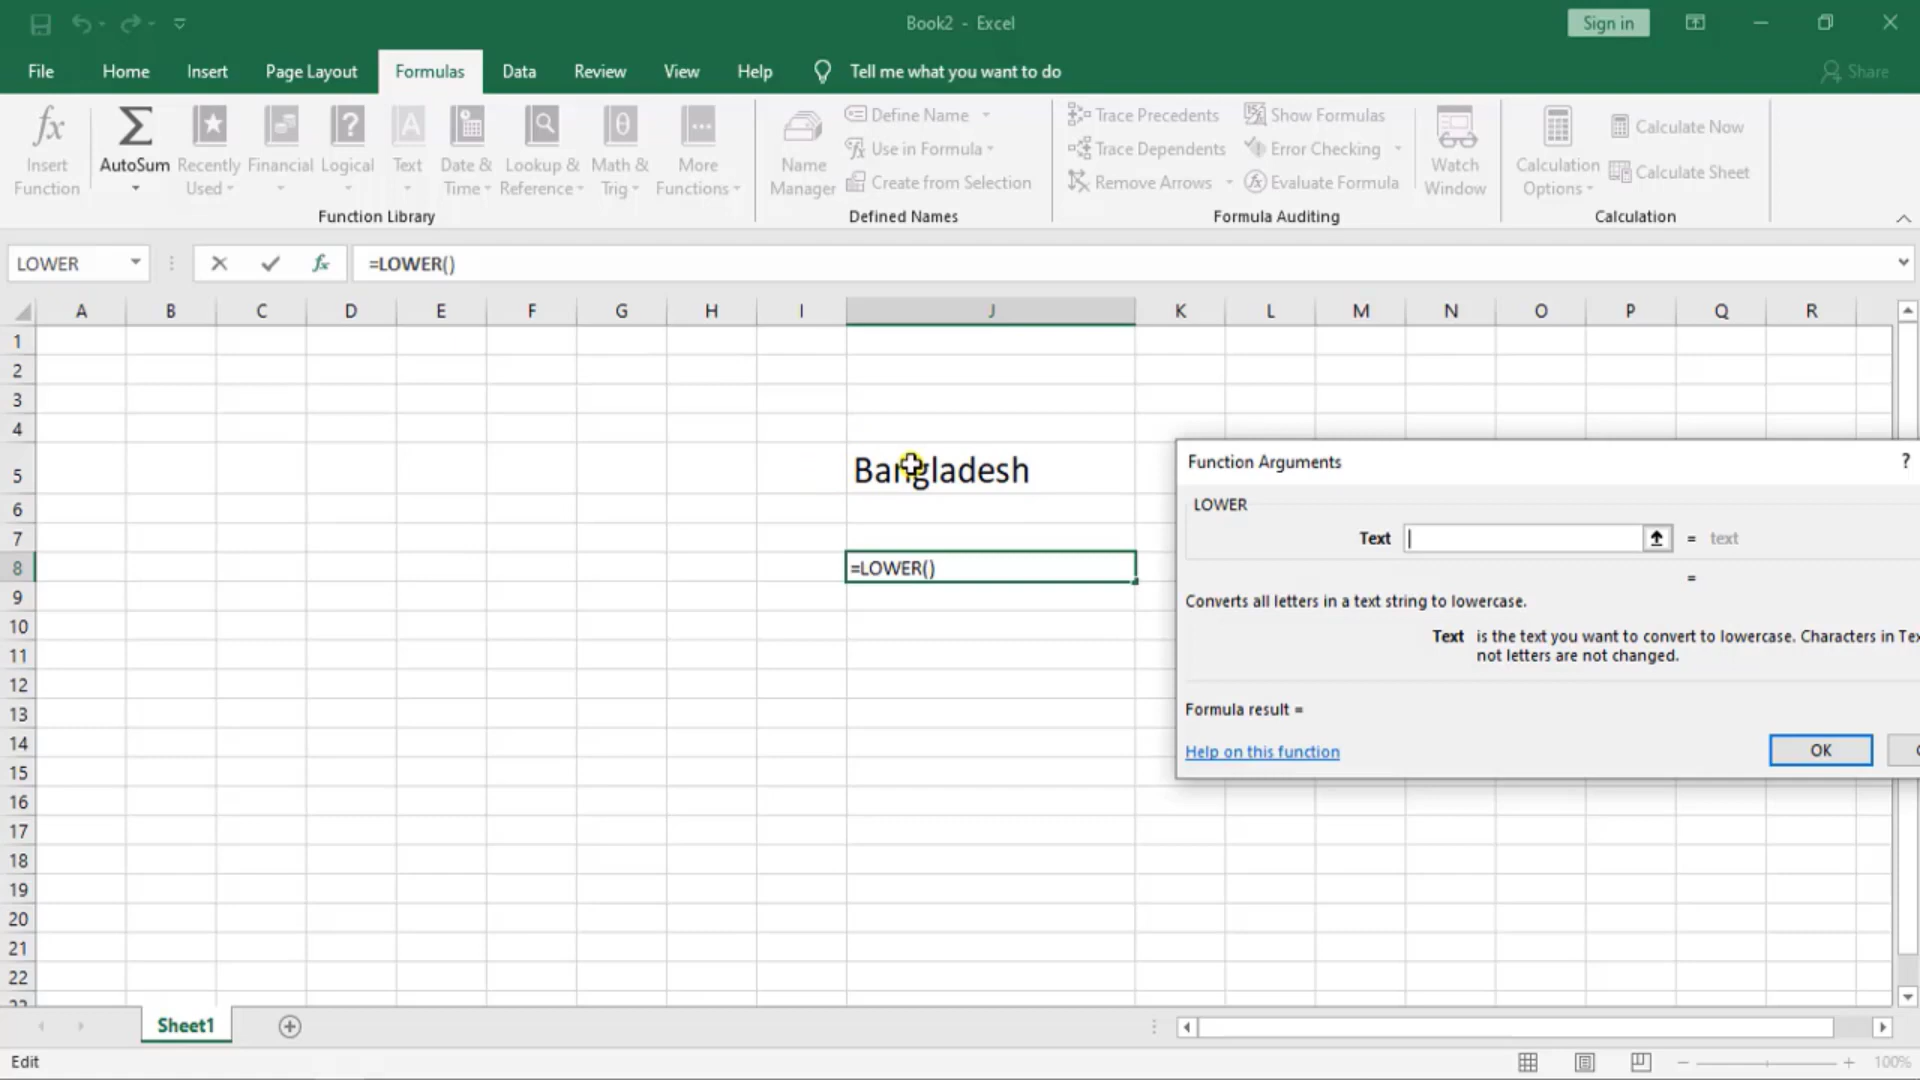 Book2 - Excel
Sign in
File Home Insert Page Layout Formulas Data Review View Help Tell me what you want to do Share
Insert Function
AutoSum
Recently Used
Financial
Logical
Text
Date & Time
Lookup & Reference
Math & Trig
More Functions
Function Library
Name Manager
Define Name
Use in Formula
Create from Selection
Defined Names
Trace Precedents
Trace Dependents
Remove Arrows
Show Formulas
Error Checking
Evaluate Formula
Formula Auditing
Watch Window
Calculation Options
Calculate Now
Calculate Sheet
Calculation
LOWER
fx
=LOWER()
A B C D E F G H I J K L M N O P Q R
1
2
3
4
5 Bangladesh
6
7
8 =LOWER()
9
10
11
12
13
14
15
16
17
18
19
20
21
22
Function Arguments ?
LOWER
Text = text
=
Converts all letters in a text string to lowercase.
Text is the text you want to convert to lowercase. Characters in Tex
not letters are not changed.
Formula result =
Help on this function
OK
Sheet1
Edit
100%